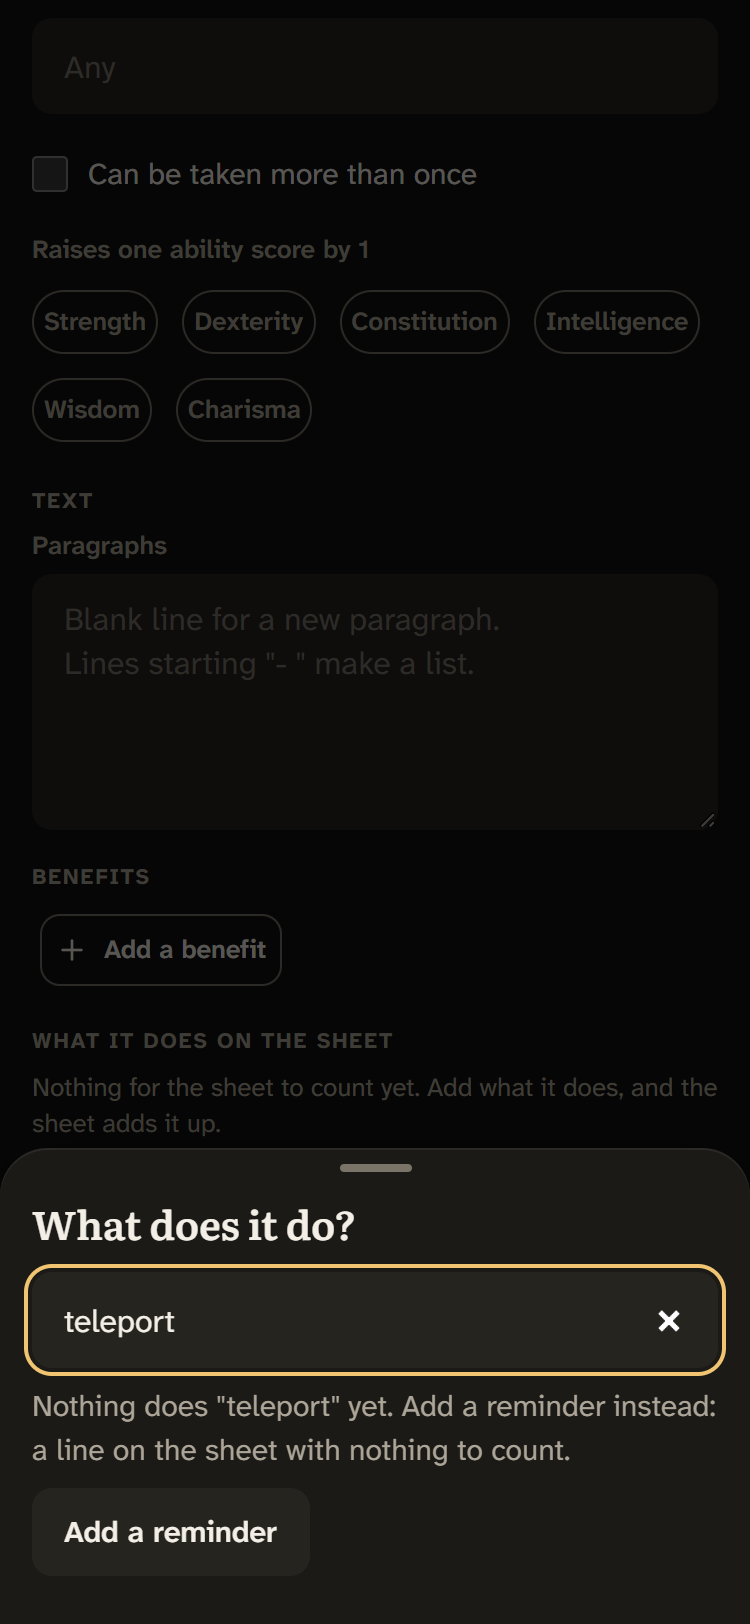 Any
Can be taken more than once
Raises one ability score by 1
Strength Dexterity Constitution Intelligence
Wisdom Charisma
TEXT
Paragraphs
Blank line for a new paragraph.
Lines starting "- " make a list.
BENEFITS
+ Add a benefit
WHAT IT DOES ON THE SHEET
Nothing for the sheet to count yet. Add what it does, and the
sheet adds it up.
What does it do?
teleport
Nothing does "teleport" yet. Add a reminder instead:
a line on the sheet with nothing to count.
Add a reminder